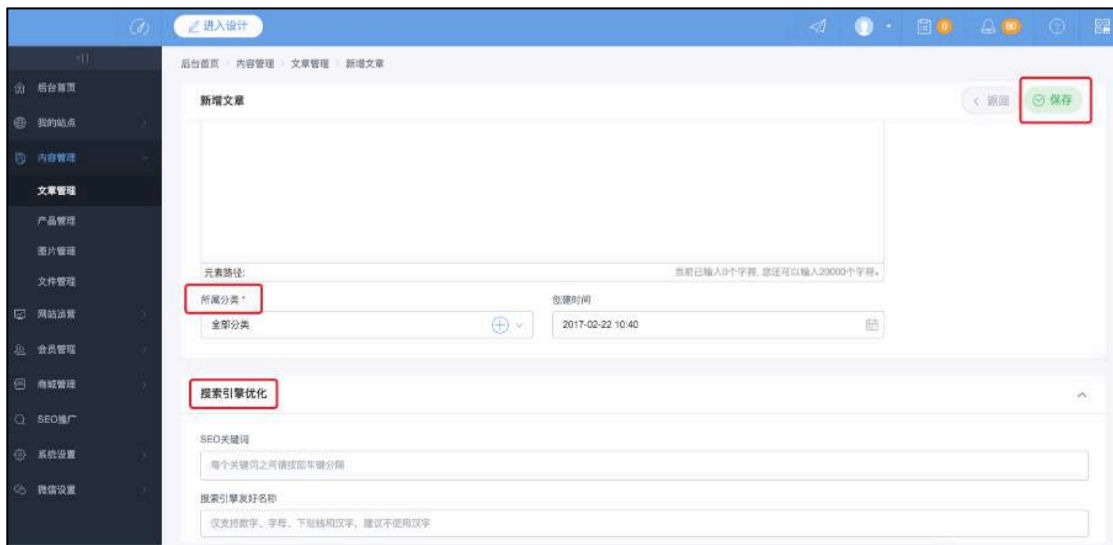 进入设计
0
60
后台首页 内容管理 文章管理 新增文章
后台首页
我的站点
内容管理
文章管理
产品管理
图片管理
文件管理
网站运营
会员管理
商城管理
SEO推广
系统设置
微信设置
新增文章
< 返回
保存
元素路径:
当前已输入0个字符, 您还可以输入20000个字符。
所属分类 *
创建时间
全部分类
2017-02-22 10:40
搜索引擎优化
SEO关键词
每个关键词之间请按回车键分隔
搜索引擎友好名称
仅支持数字、字母、下划线和汉字，建议不使用汉字